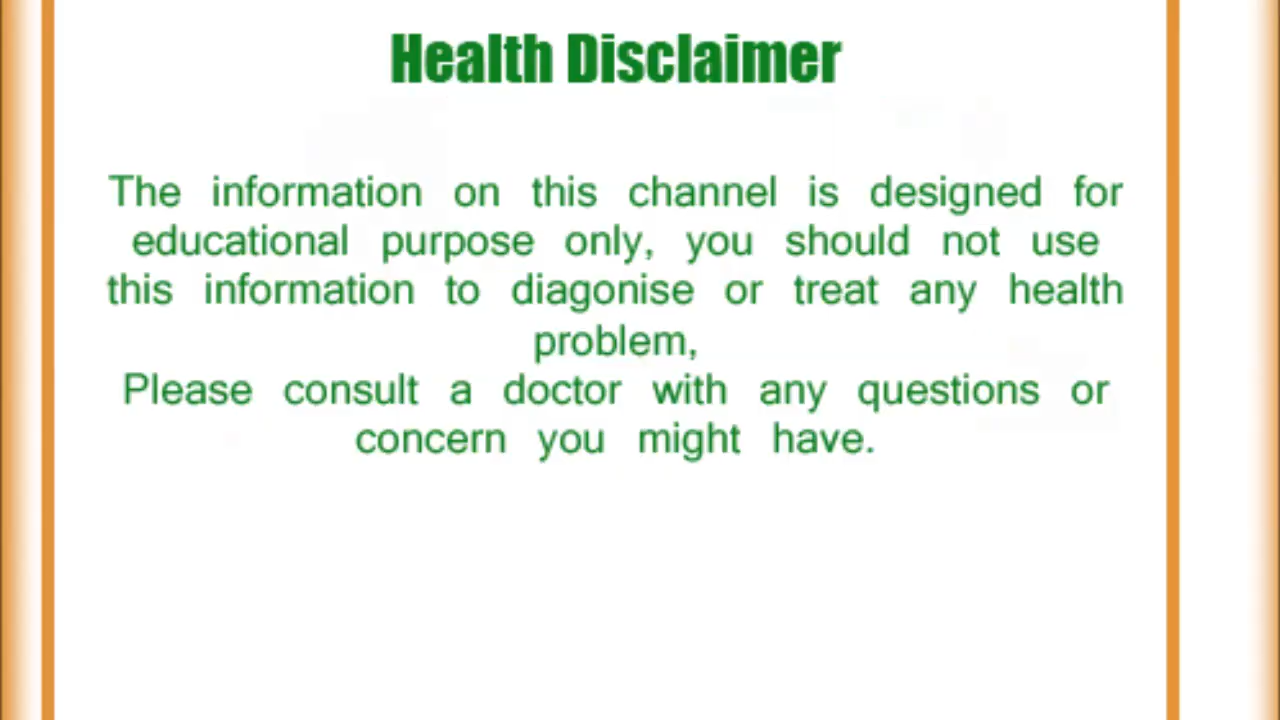 Health Disclaimer
The information on this channel is designed for
educational purpose only, you should not use
this information to diagonise or treat any health
problem,
Please consult a doctor with any questions or
concern you might have.